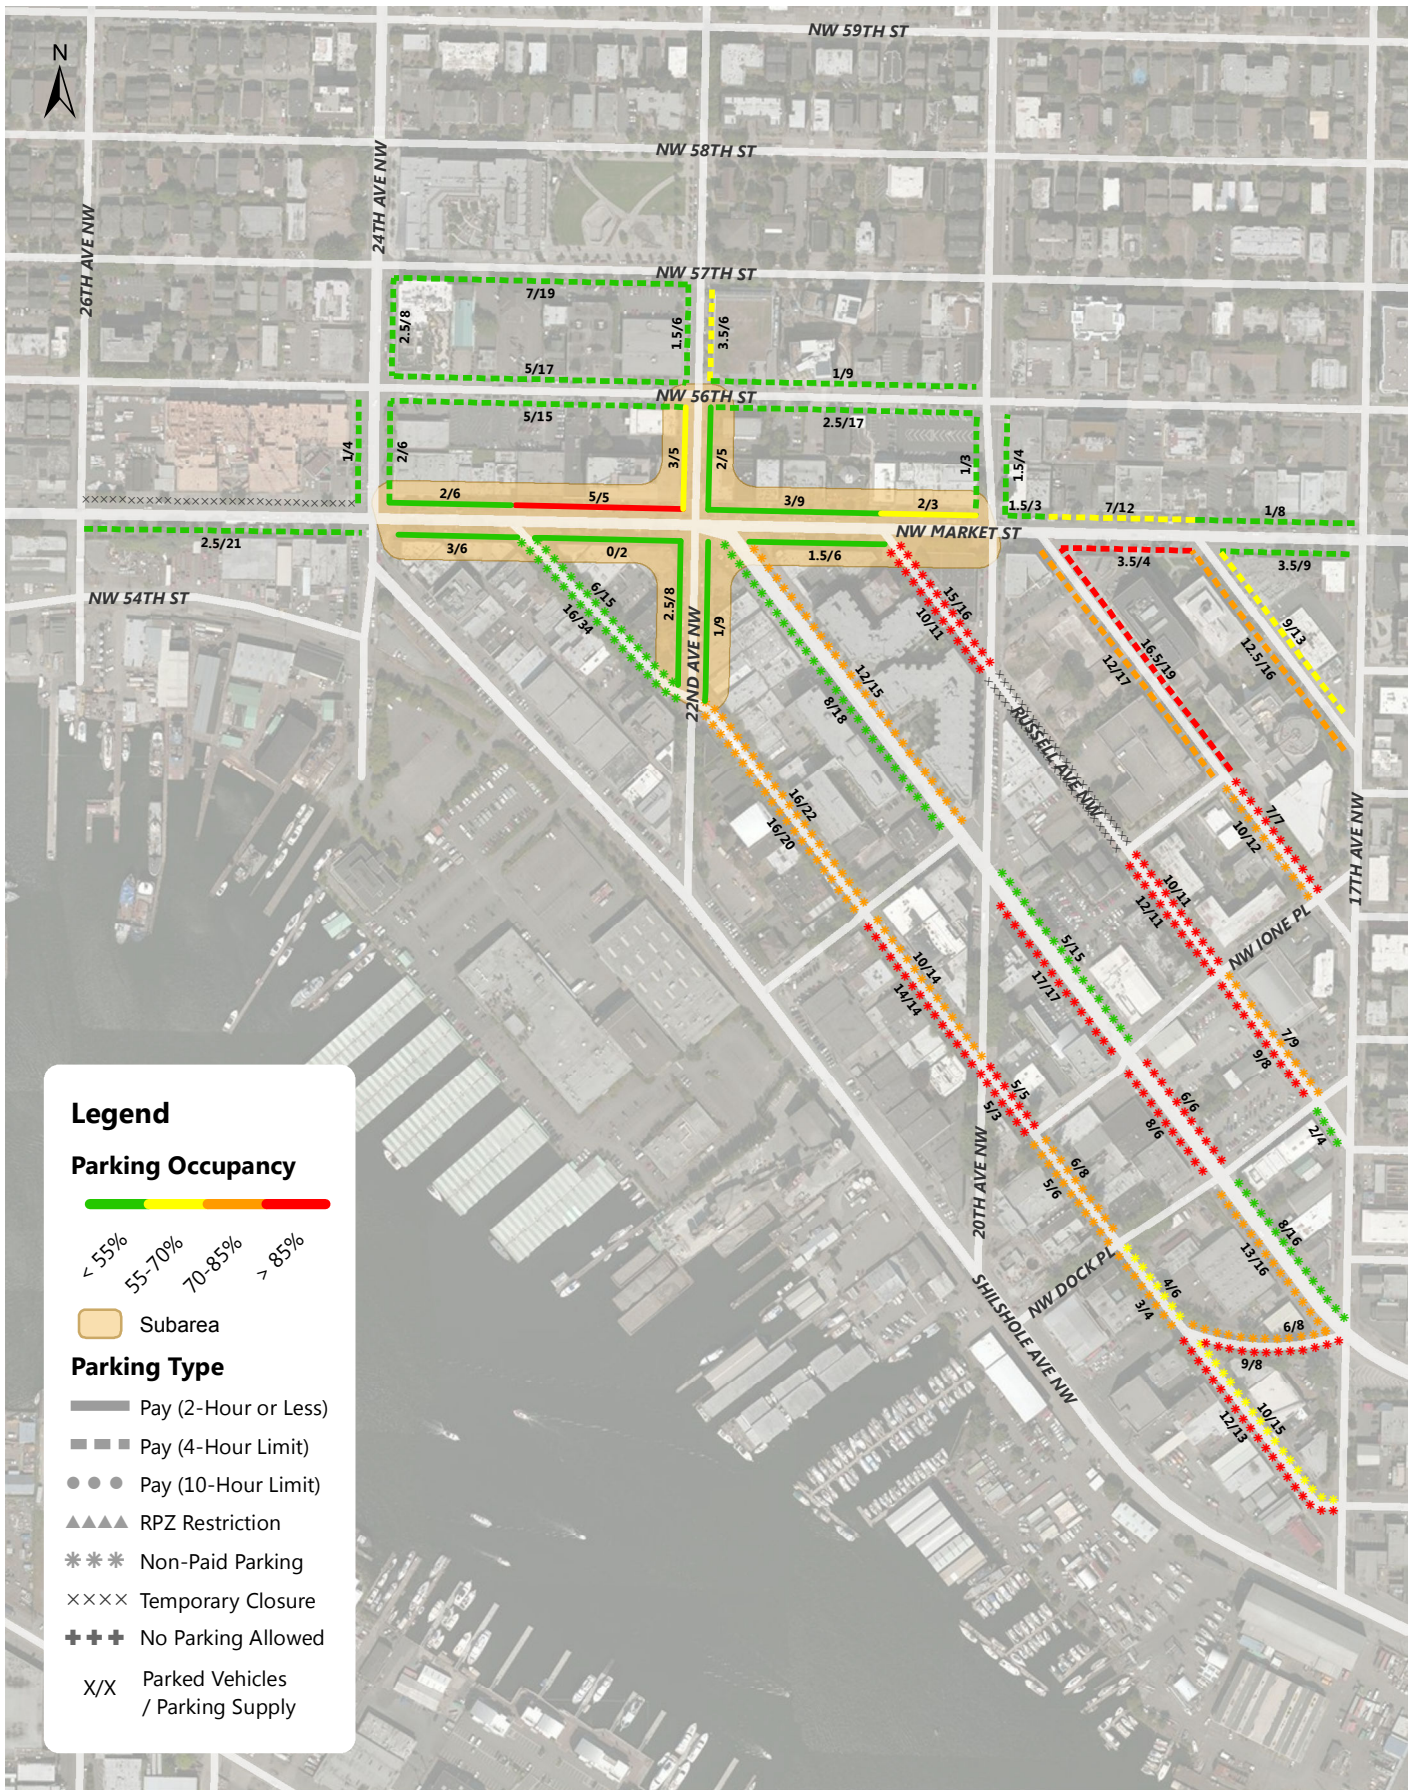 NW 59TH ST
N
NW 58TH ST
24TH AVE NW
26TH AVE NW
NW 57TH ST
7/19
2.5/8
1.5/6
3.5/6
5/17
1/9
NW 56TH ST
5/15
2.5/17
1/4
2/6
3/5
2/5
1/3
1.5/4
2/6
5/5
3/9
2/3
1.5/3
7/12
1/8
NW MARKET ST
2.5/21
3/6
0/2
1.5/6
3.5/4
3.5/9
NW 54TH ST
6/15
16/34
2.5/8
1/9
22ND AVE NW
15/16
10/11
9/13
12.5/16
16.5/19
12/17
12/15
8/18
RUSSELL AVE NW
16/22
16/20
7/7
10/12
17TH AVE NW
10/11
12/11
NW IONE PL
5/15
17/17
10/14
14/14
7/9
9/8
5/5
5/3
6/6
8/6
2/4
20TH AVE NW
6/8
5/6
8/16
13/16
NW DOCK PL
4/6
3/4
6/8
9/8
SHILSHOLE AVE NW
10/15
12/13
Legend
Parking Occupancy
< 55%
55-70%
70-85%
> 85%
Subarea
Parking Type
Pay (2-Hour or Less)
Pay (4-Hour Limit)
Pay (10-Hour Limit)
RPZ Restriction
Non-Paid Parking
Temporary Closure
No Parking Allowed
X/X
Parked Vehicles
/ Parking Supply